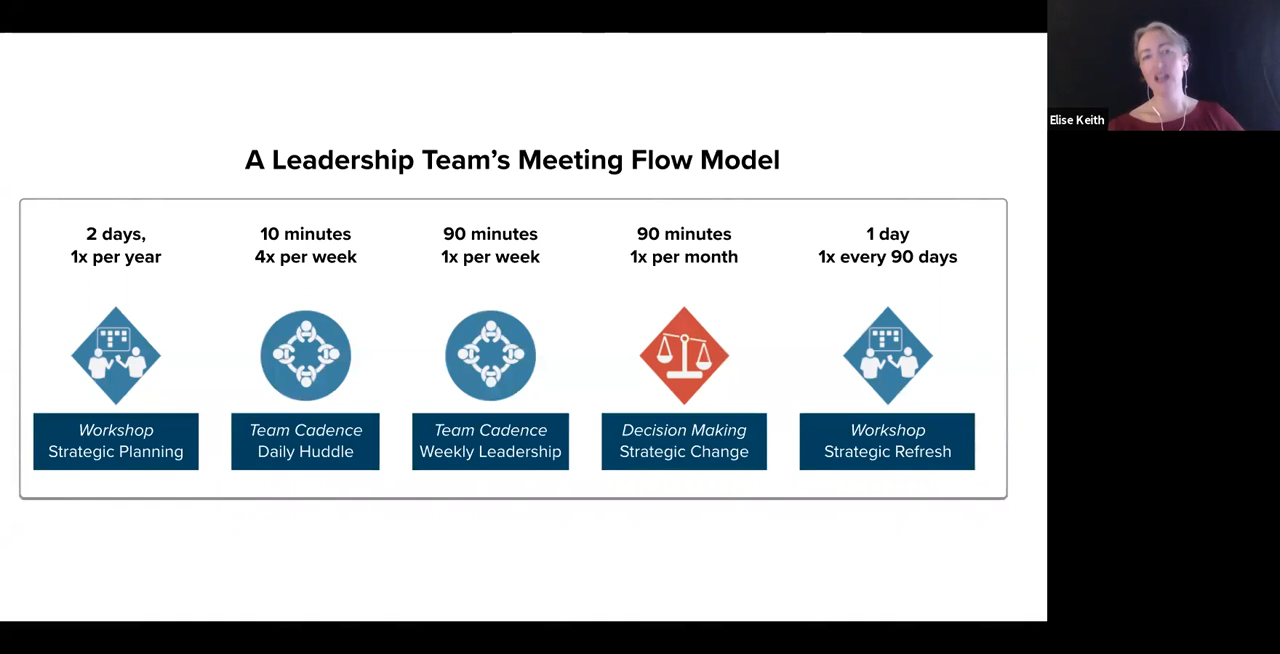 Elise Keith
A Leadership Team’s Meeting Flow Model
2 days,
1x per year
10 minutes
4x per week
90 minutes
1x per week
90 minutes
1x per month
1 day
1x every 90 days
Workshop
Strategic Planning
Team Cadence
Daily Huddle
Team Cadence
Weekly Leadership
Decision Making
Strategic Change
Workshop
Strategic Refresh